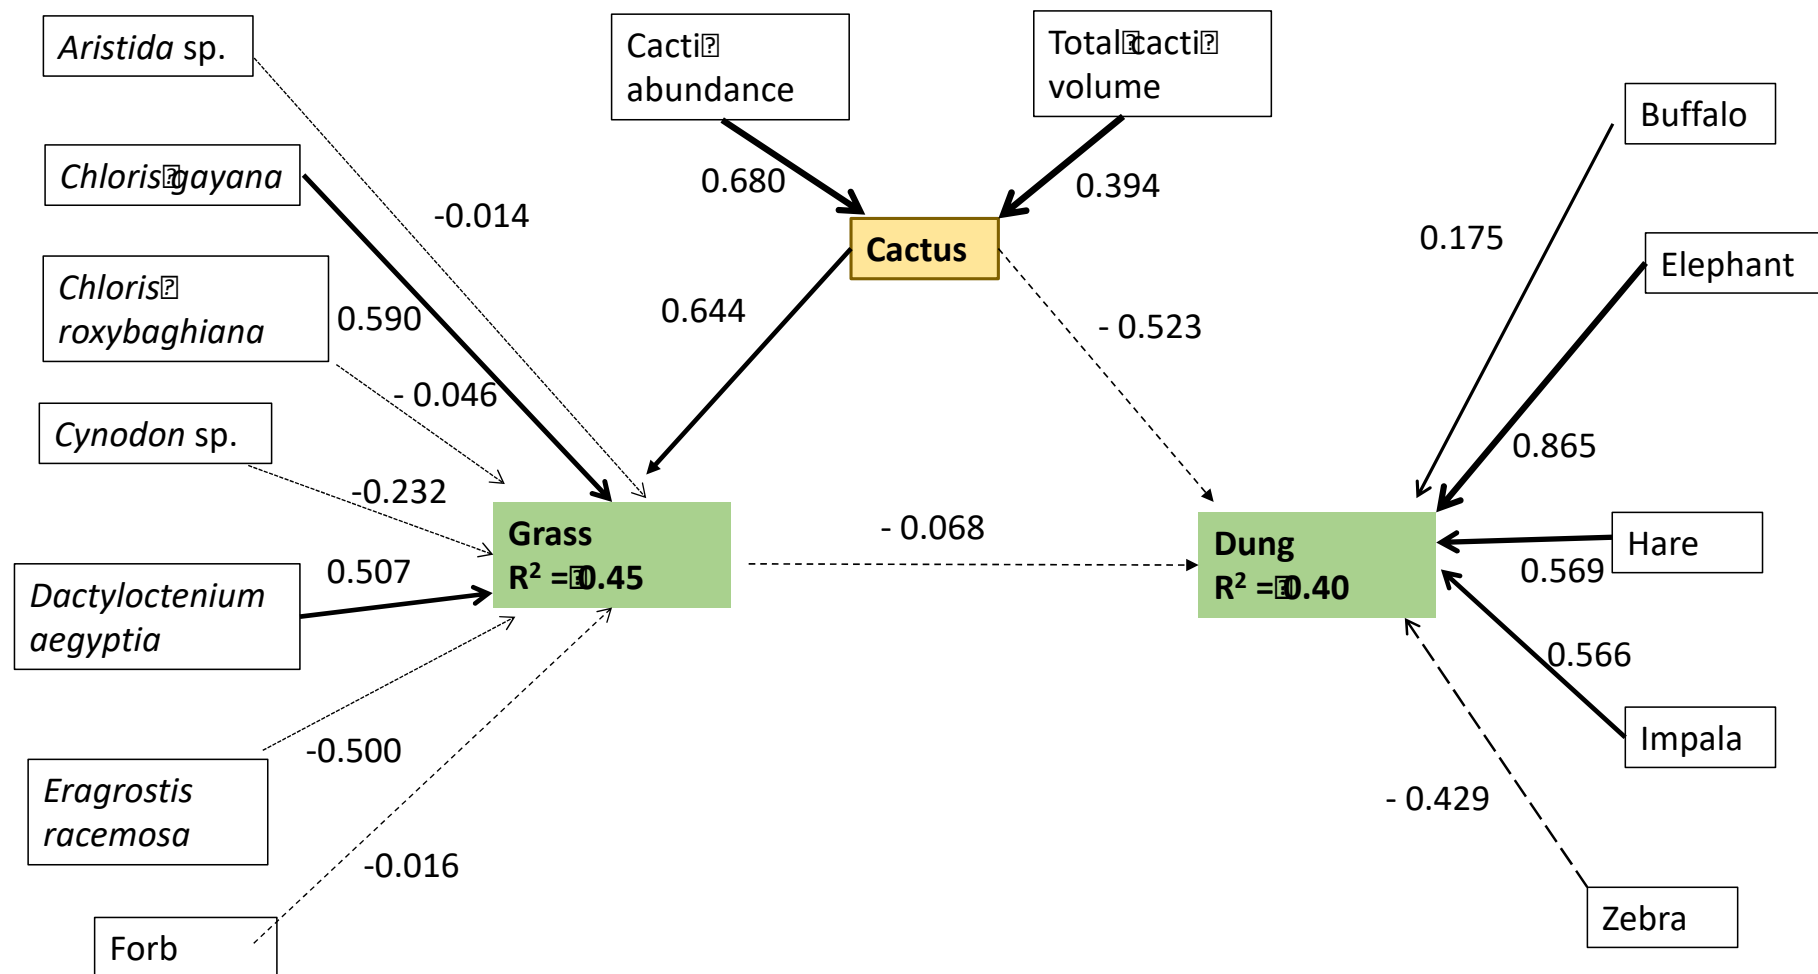 Aristida sp.
Cacti
abundance
Total cacti
volume
Buffalo
Chloris gayana
0.680
0.394
-0.014
Cactus
0.175
Elephant
Chloris
roxybaghiana
0.590
0.644
- 0.523
- 0.046
Cynodon sp.
0.865
-0.232
Grass
R² = 0.45
- 0.068
Dung
R² = 0.40
Hare
0.569
0.507
Dactyloctenium
aegyptia
0.566
Impala
-0.500
Eragrostis
racemosa
- 0.429
-0.016
Zebra
Forb